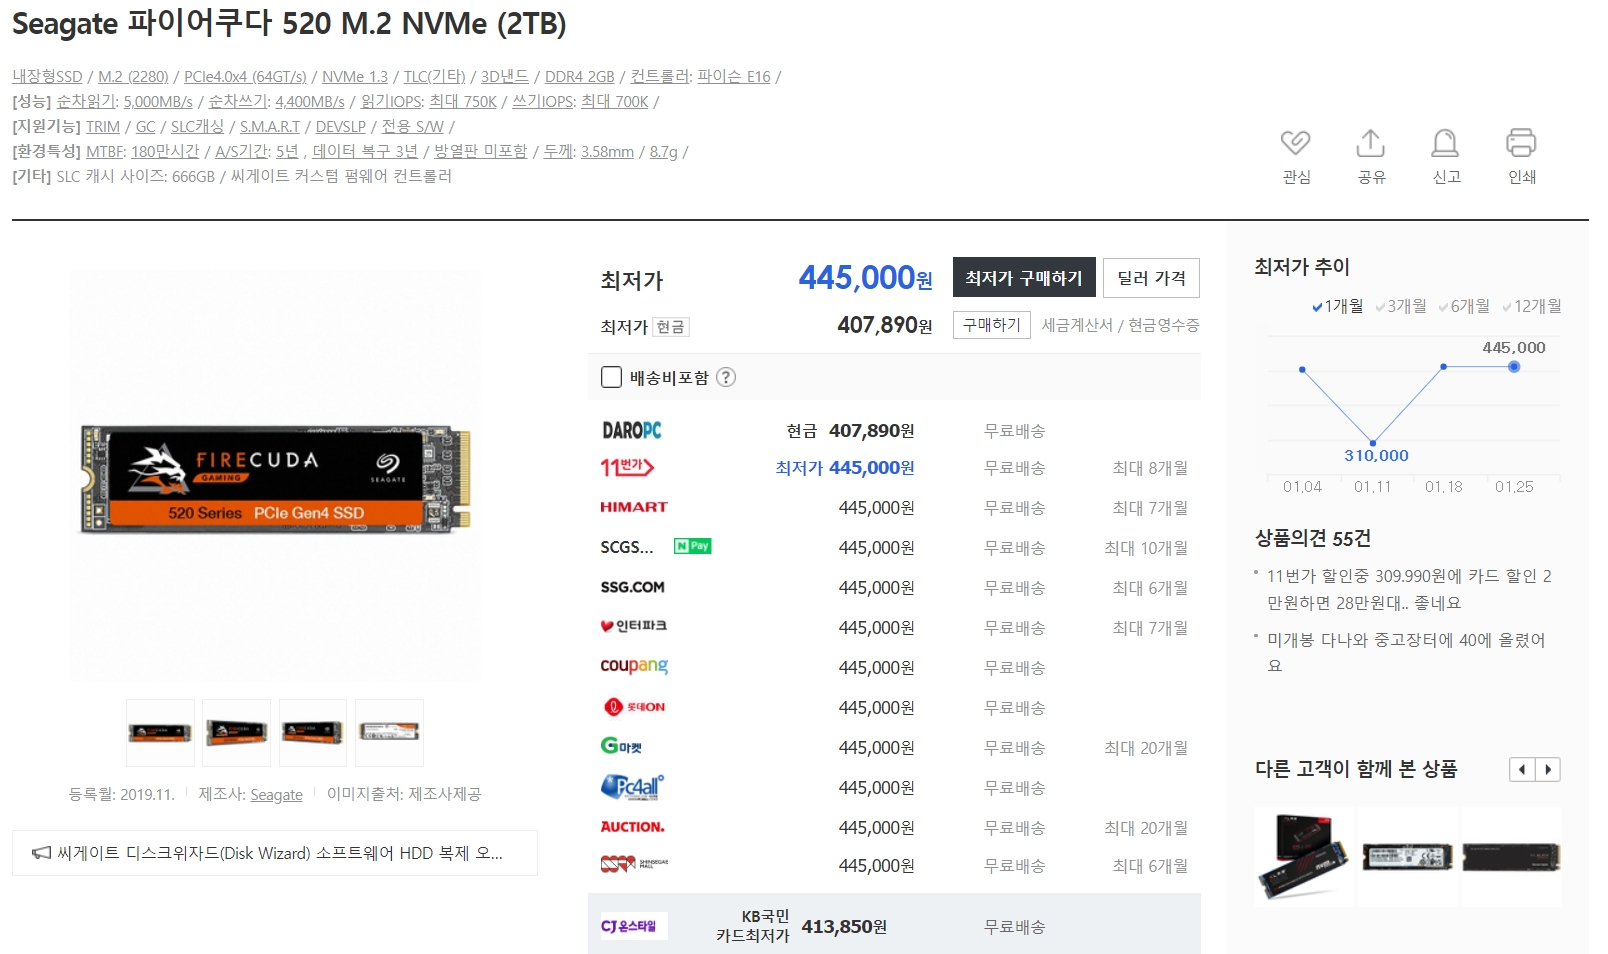 Seagate 파이어쿠다 520 M.2 NVMe (2TB)
내장형SSD / M.2 (2280) / PCIe4.0x4 (64GT/s) / NVMe 1.3 / TLC(기타) / 3D낸드 / DDR4 2GB / 컨트롤러: 파이슨 E16 /
[성능] 순차읽기: 5,000MB/s / 순차쓰기: 4,400MB/s / 읽기IOPS: 최대 750K / 쓰기IOPS: 최대 700K /
[지원기능] TRIM / GC / SLC캐싱 / S.M.A.R.T / DEVSLP / 전용 S/W /
[환경특성] MTBF: 180만시간 / A/S기간: 5년 , 데이터 복구 3년 / 방열판 미포함 / 두께: 3.58mm / 8.7g /
[기타] SLC 캐시 사이즈: 666GB / 씨게이트 커스텀 펌웨어 컨트롤러
관심 공유 신고 인쇄
FIRECUDA
GAMING
SEAGATE
520 Series PCIe Gen4 SSD
등록월: 2019.11. 제조사: Seagate 이미지출처: 제조사제공
씨게이트 디스크위자드(Disk Wizard) 소프트웨어 HDD 복제 오...
최저가 445,000원 최저가 구매하기 딜러 가격
최저가 현금 407,890원 구매하기 세금계산서 / 현금영수증
배송비포함 ?
DAROPC 현금 407,890원 무료배송
11번가 최저가 445,000원 무료배송 최대 8개월
HIMART 445,000원 무료배송 최대 7개월
SCGS... N Pay 445,000원 무료배송 최대 10개월
SSG.COM 445,000원 무료배송 최대 6개월
인터파크 445,000원 무료배송 최대 7개월
coupang 445,000원 무료배송
롯데ON 445,000원 무료배송
G마켓 445,000원 무료배송 최대 20개월
Pc4all 445,000원 무료배송
AUCTION. 445,000원 무료배송 최대 20개월
SHINSEGAE MALL 445,000원 무료배송 최대 6개월
CJ온스타일 KB국민 카드최저가 413,850원 무료배송
최저가 추이
1개월 3개월 6개월 12개월
445,000
310,000
01.04 01.11 01.18 01.25
상품의견 55건
11번가 할인중 309.990원에 카드 할인 2
만원하면 28만원대.. 좋네요
미개봉 다나와 중고장터에 40에 올렸어
요
다른 고객이 함께 본 상품